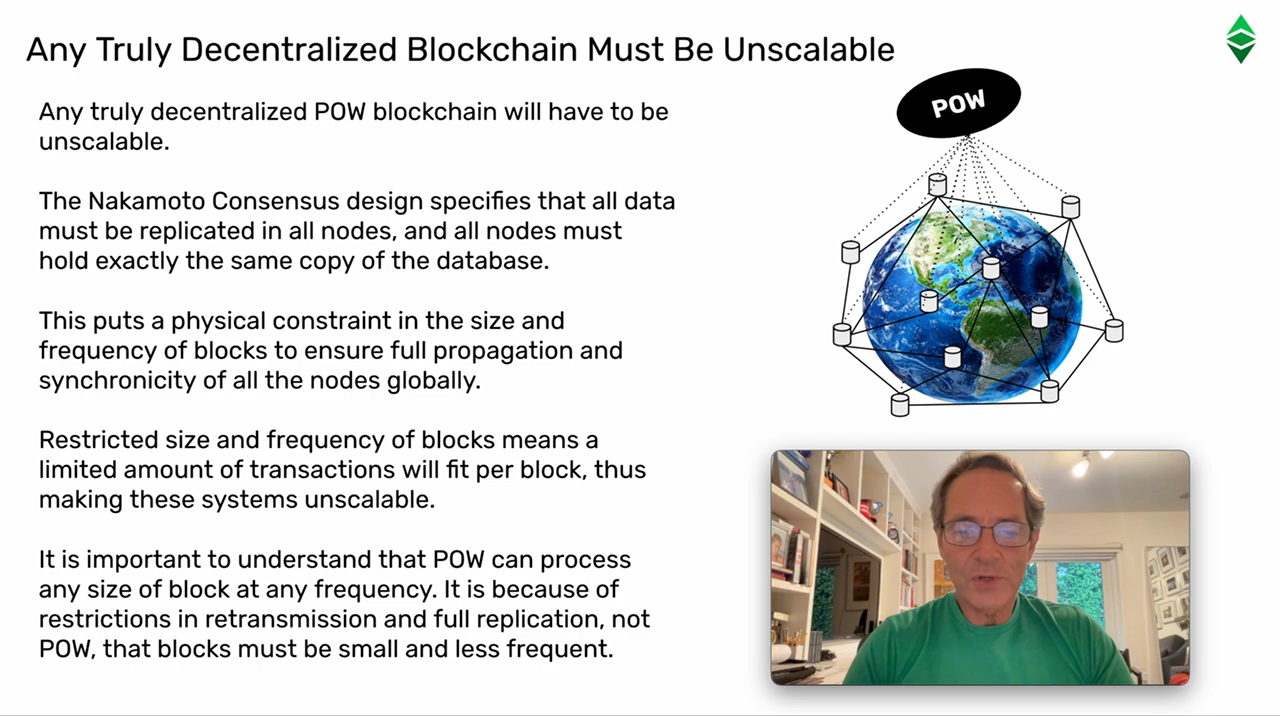 Any Truly Decentralized Blockchain Must Be Unscalable
Any truly decentralized POW blockchain will have to be
unscalable.
The Nakamoto Consensus design specifies that all data
must be replicated in all nodes, and all nodes must
hold exactly the same copy of the database.
This puts a physical constraint in the size and
frequency of blocks to ensure full propagation and
synchronicity of all the nodes globally.
Restricted size and frequency of blocks means a
limited amount of transactions will fit per block, thus
making these systems unscalable.
It is important to understand that POW can process
any size of block at any frequency. It is because of
restrictions in retransmission and full replication, not
POW, that blocks must be small and less frequent.
POW